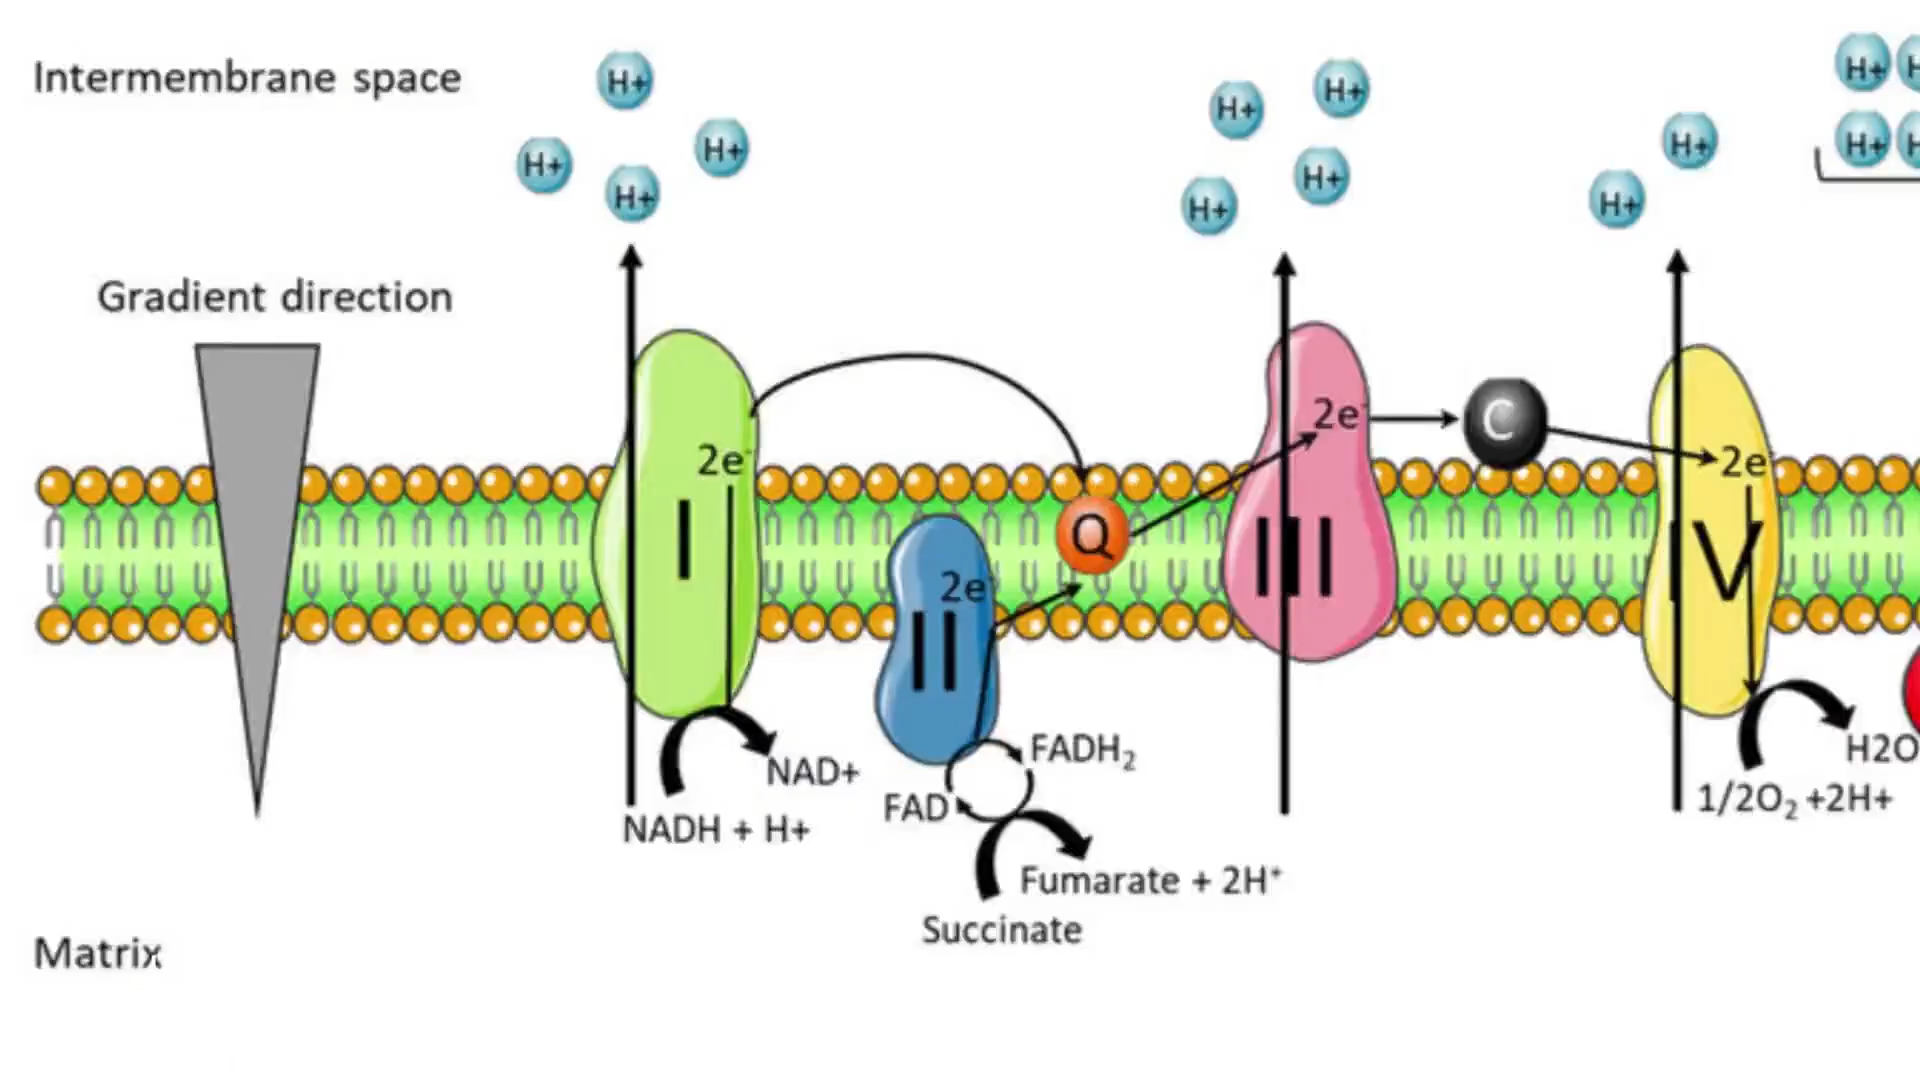 Intermembrane space
H+
H+
H+
H+
H+
H+
H+
H+
H+
H+
H+
H+
Gradient direction
I
2e-
II
2e-
Q
III
2e-
C
IV
2e
NADH + H+
NAD+
FAD
FADH₂
Succinate
Fumarate + 2H⁺
1/2O₂ +2H+
H2O
Matrix